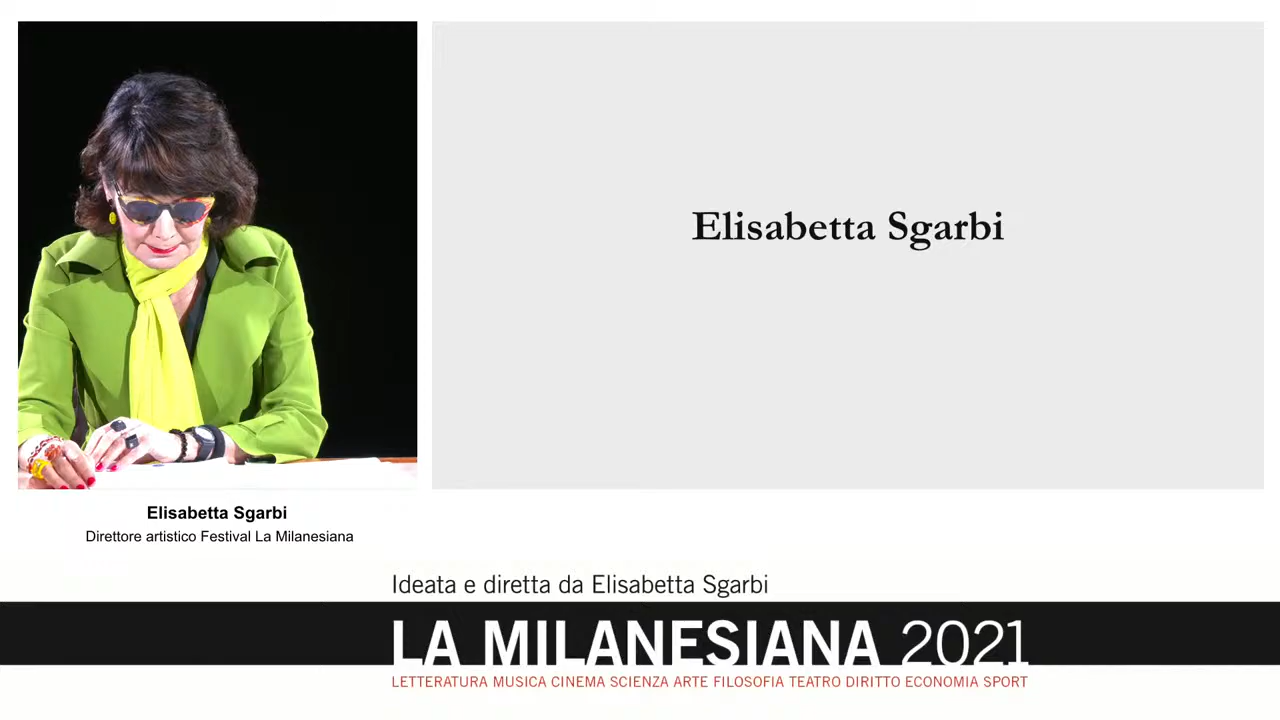 Elisabetta Sgarbi
Elisabetta Sgarbi
Direttore artistico Festival La Milanesiana
Ideata e diretta da Elisabetta Sgarbi
LA MILANESIANA 2021
LETTERATURA MUSICA CINEMA SCIENZA ARTE FILOSOFIA TEATRO DIRITTO ECONOMIA SPORT